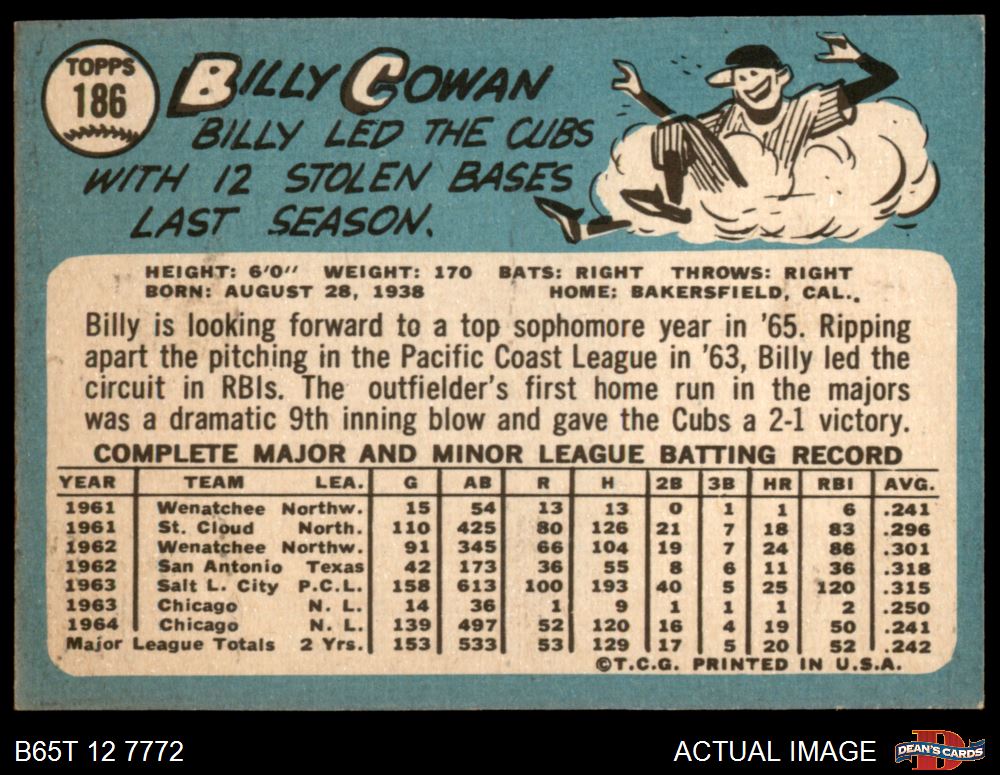 TOPPS
186
BILLY COWAN
BILLY LED THE CUBS
WITH 12 STOLEN BASES
LAST SEASON.
HEIGHT: 6'0" WEIGHT: 170 BATS: RIGHT THROWS: RIGHT
BORN: AUGUST 28, 1938 HOME: BAKERSFIELD, CAL..
Billy is looking forward to a top sophomore year in '65. Ripping
apart the pitching in the Pacific Coast League in '63, Billy led the
circuit in RBIs. The outfielder's first home run in the majors
was a dramatic 9th inning blow and gave the Cubs a 2-1 victory.
COMPLETE MAJOR AND MINOR LEAGUE BATTING RECORD
YEAR TEAM LEA. G AB R H 2B 3B HR RBI AVG.
1961 Wenatchee Northw. 15 54 13 13 0 1 1 6 .241
1961 St. Cloud North. 110 425 80 126 21 7 18 83 .296
1962 Wenatchee Northw. 91 345 66 104 19 7 24 86 .301
1962 San Antonio Texas 42 173 36 55 8 6 11 36 .318
1963 Salt L. City P.C.L. 158 613 100 193 40 5 25 120 .315
1963 Chicago N. L. 14 36 1 9 1 1 1 2 .250
1964 Chicago N. L. 139 497 52 120 16 4 19 50 .241
Major League Totals 2 Yrs. 153 533 53 129 17 5 20 52 .242
©T.C.G. PRINTED IN U.S.A.
B65T 12 7772 ACTUAL IMAGE DEAN'S CARDS